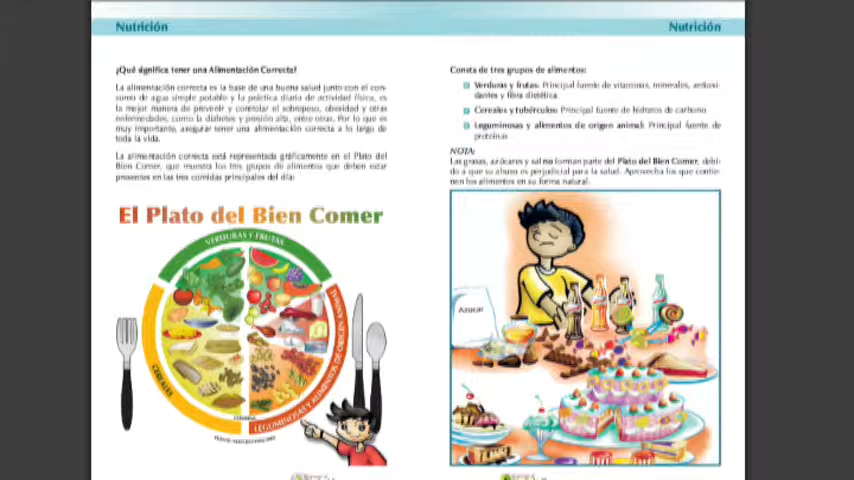 Nutrición
Nutrición
¿Qué significa tener una Alimentación Correcta?
La alimentación correcta es la base de una buena salud junto con el con-
sumo de agua simple potable y la práctica diaria de actividad física, es
la mejor manera de prevenir y controlar el sobrepeso, obesidad y otras
enfermedades, como la diabetes y presión alta, entre otras. Por lo que es
muy importante, asegurar tener una alimentación correcta a lo largo de
toda la vida.
La alimentación correcta está representada gráficamente en el Plato del
Bien Comer, que muestra los tres grupos de alimentos que deben estar
presentes en las tres comidas principales del día:
El Plato del Bien Comer
VERDURAS Y FRUTAS
CEREALES
LEGUMINOSAS Y ALIMENTOS DE ORIGEN ANIMAL
Consta de tres grupos de alimentos:
Verduras y frutas: Principal fuente de vitaminas, minerales, antioxi-
dantes y fibra dietética
Cereales y tubérculos: Principal fuente de hidratos de carbono
Leguminosas y alimentos de origen animal: Principal fuente de
proteínas
NOTA:
Las grasas, azúcares y sal no forman parte del Plato del Bien Comer, debi-
do a que su abuso es perjudicial para la salud. Aprovecha los que contie-
nen los alimentos en su forma natural.
AZUCAR